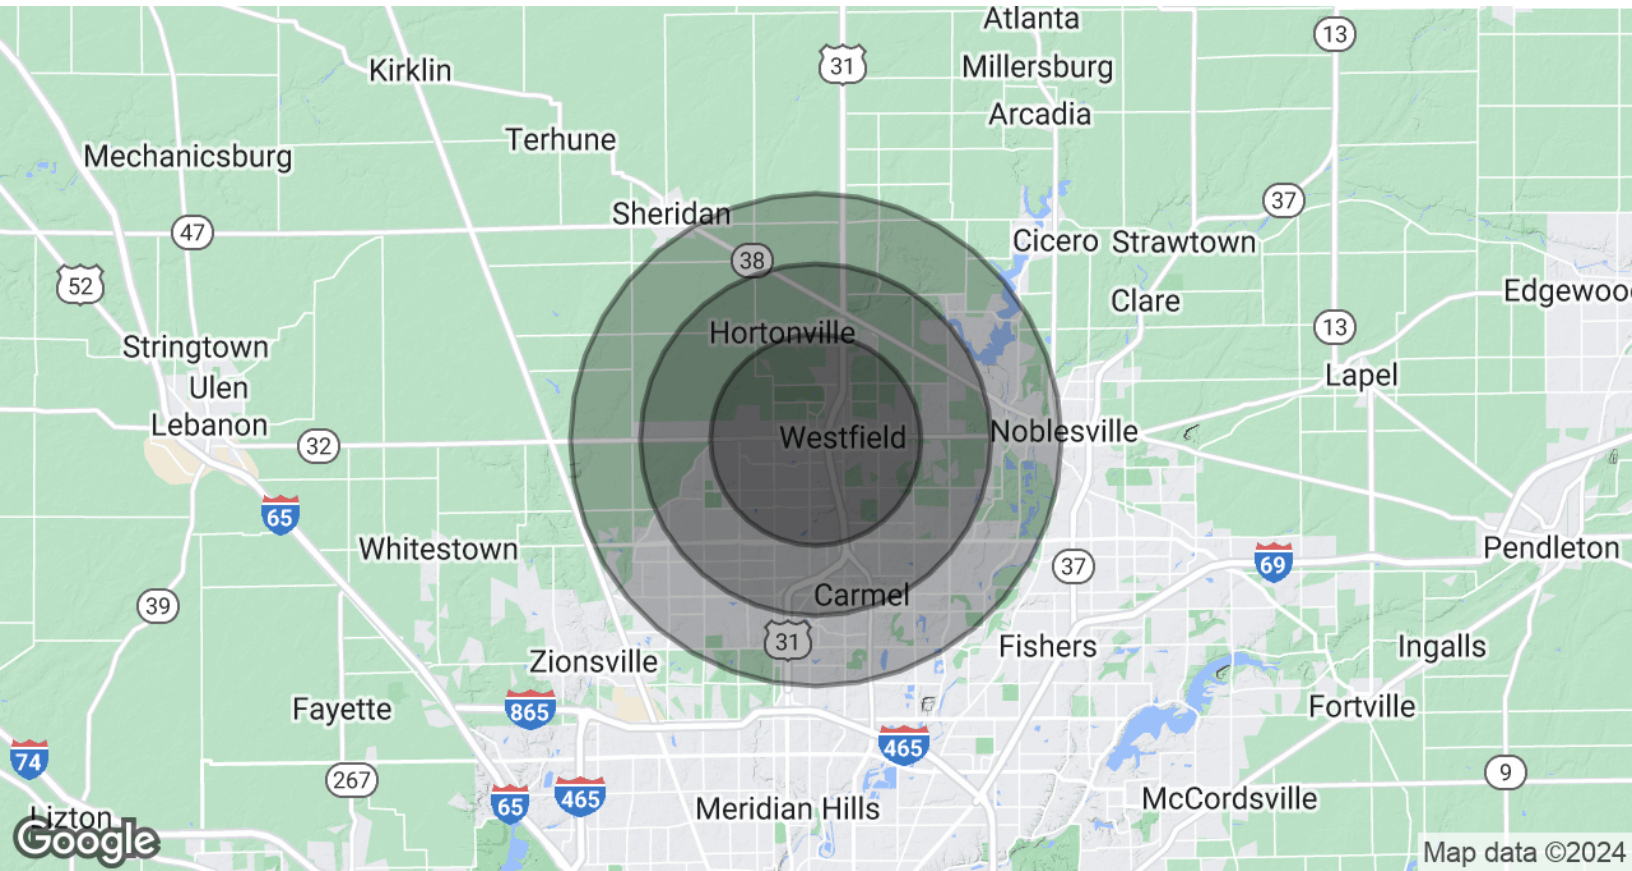 Atlanta
13
31
Kirklin
Millersburg
Arcadia
Terhune
Mechanicsburg
37
Sheridan
47
Cicero
Strawtown
38
52
Edgewoo
Clare
13
Hortonville
Stringtown
Lapel
Ulen
Lebanon
Noblesville
Westfield
32
65
Whitestown
Pendleton
69
37
Carmel
39
31
Fishers
Ingalls
Zionsville
Fayette
865
Fortville
465
74
9
267
65
465
McCordsville
Meridian Hills
Lizton
Google
Map data ©2024